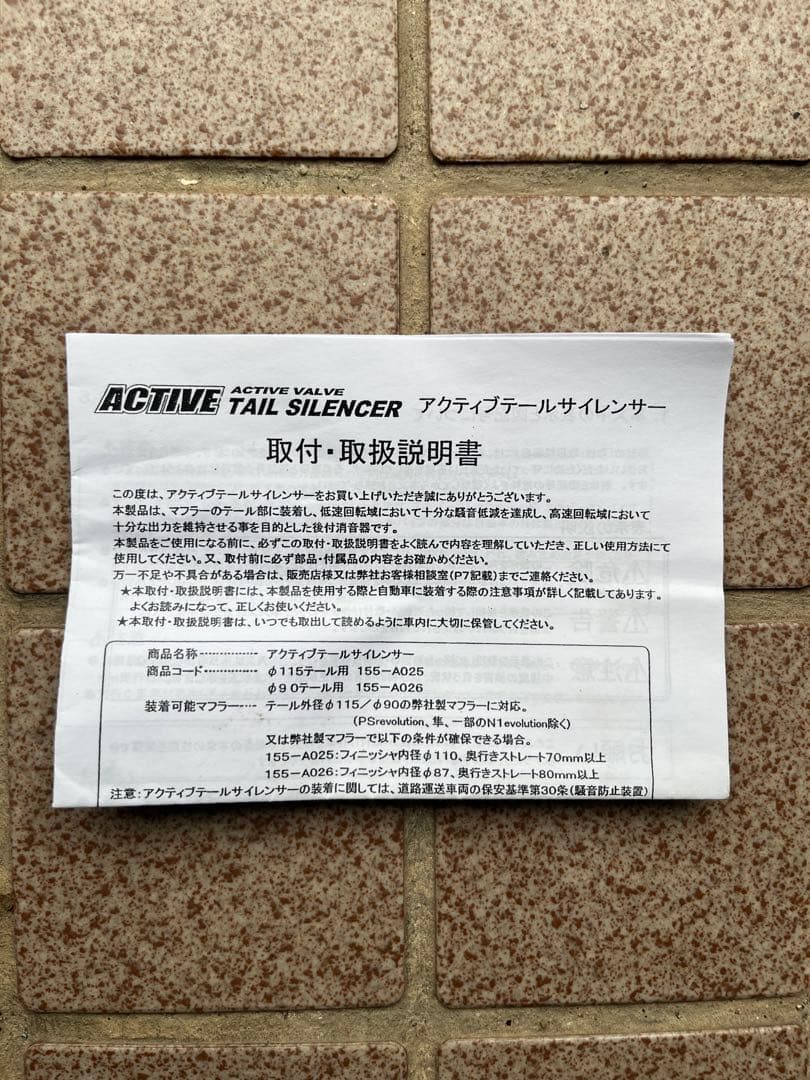 ACTIVE ACTIVE VALVE TAIL SILENCER アクティブテールサイレンサー
取付・取扱説明書
この度は、アクティブテールサイレンサーをお買い上げいただき誠にありがとうございます。
本製品は、マフラーのテール部に装着し、低速回転域において十分な騒音低減を達成し、高速回転域において
十分な出力を維持させる事を目的とした後付消音器です。
本製品をご使用になる前に、必ずこの取付・取扱説明書をよく読んで内容を理解していただき、正しい使用方法にて
使用してください。又、取付前に必ず部品・付属品の内容をお確かめください。
万一不足や不具合がある場合は、販売店様又は弊社お客様相談室(P7記載)までご連絡ください。
★本取付・取扱説明書には、本製品を使用する際と自動車に装着する際の注意事項が詳しく記載してあります。
よくお読みになって、正しくお使いください。
★本取付・取扱説明書は、いつでも取出して読めるように車内に大切に保管してください。
商品名称 アクティブテールサイレンサー
商品コード φ115テール用 155-A025
φ90テール用 155-A026
装着可能マフラー テール外径φ115/φ90の弊社製マフラーに対応。
(PSrevolution、隼、一部のN1evolution除く)
又は弊社製マフラーで以下の条件が確保できる場合。
155-A025:フィニッシャ内径φ110、奥行きストレート70mm以上
155-A026:フィニッシャ内径φ87、奥行きストレート80mm以上
注意:アクティブテールサイレンサーの装着に関しては、道路運送車両の保安基準第30条(騒音防止装置)